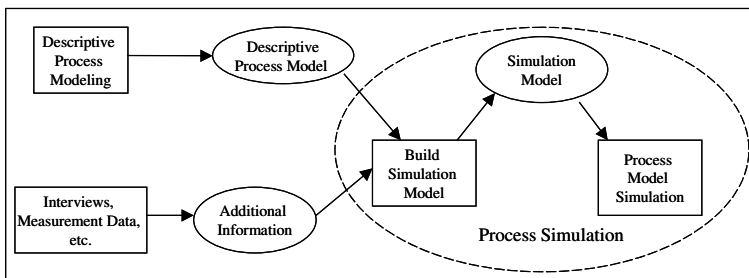 Descriptive
Process
Modeling
Descriptive
Process Model
Simulation
Model
Build
Simulation
Model
Process
Model
Simulation
Interviews,
Measurement Data,
etc.
Additional
Information
Process Simulation